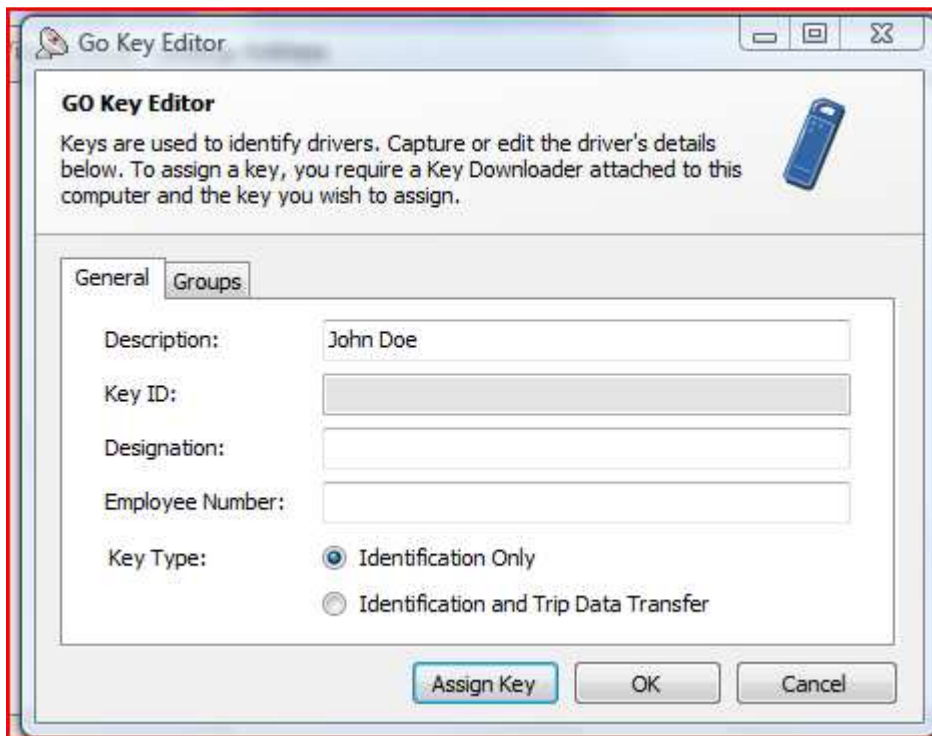 Go Key Editor
GO Key Editor
Keys are used to identify drivers. Capture or edit the driver's details
below. To assign a key, you require a Key Downloader attached to this
computer and the key you wish to assign.
General Groups
Description: John Doe
Key ID:
Designation:
Employee Number:
Key Type: Identification Only
Identification and Trip Data Transfer
Assign Key OK Cancel